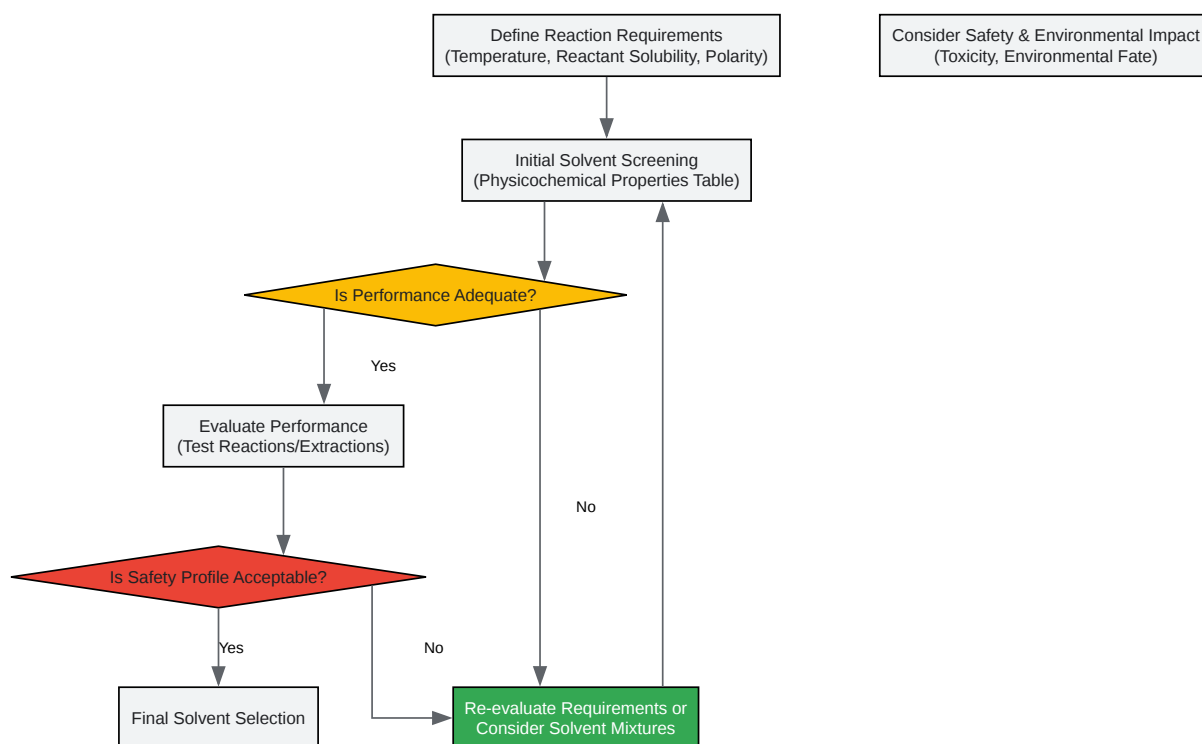 Define Reaction Requirements
(Temperature, Reactant Solubility, Polarity)
Consider Safety & Environmental Impact
(Toxicity, Environmental Fate)
Initial Solvent Screening
(Physicochemical Properties Table)
Is Performance Adequate?
Yes
Evaluate Performance
(Test Reactions/Extractions)
No
Is Safety Profile Acceptable?
Yes
No
Final Solvent Selection
Re-evaluate Requirements or
Consider Solvent Mixtures